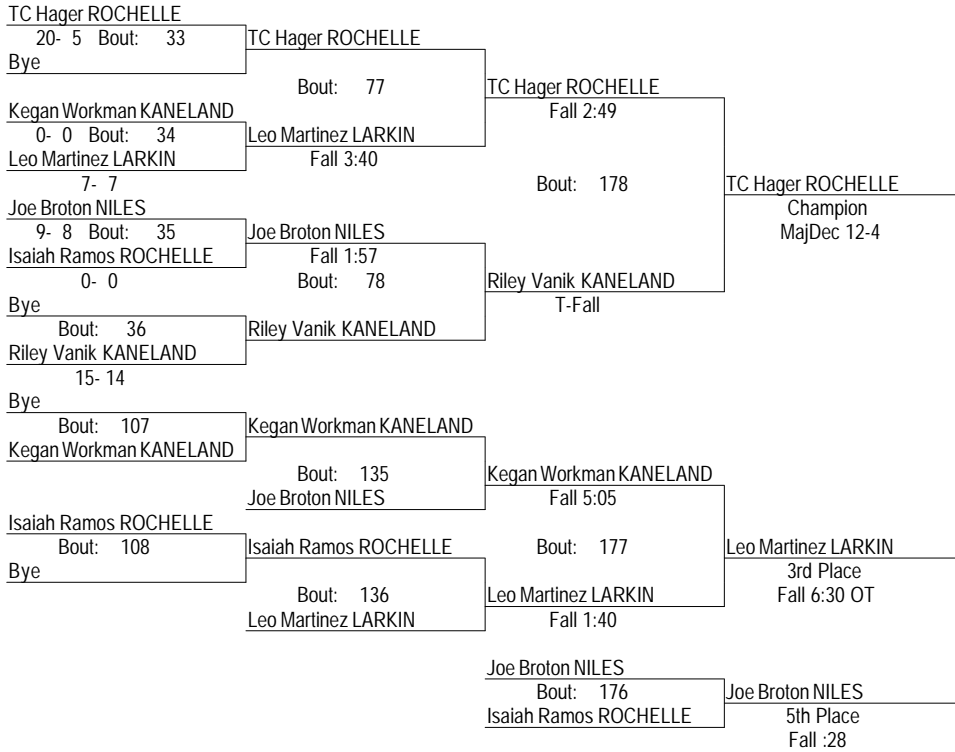 TC Hager ROCHELLE
20- 5 Bout: 33
TC Hager ROCHELLE
Bye
Bout: 77
TC Hager ROCHELLE
Fall 2:49
Kegan Workman KANELAND
0- 0 Bout: 34
Leo Martinez LARKIN
Leo Martinez LARKIN
Fall 3:40
7- 7
Bout: 178
TC Hager ROCHELLE
Champion
MajDec 12-4
Joe Broton NILES
9- 8 Bout: 35
Joe Broton NILES
Isaiah Ramos ROCHELLE
Fall 1:57
0- 0
Bout: 78
Riley Vanik KANELAND
T-Fall
Bye
Bout: 36
Riley Vanik KANELAND
Riley Vanik KANELAND
15- 14
Bye
Bout: 107
Kegan Workman KANELAND
Kegan Workman KANELAND
Bout: 135
Kegan Workman KANELAND
Joe Broton NILES
Fall 5:05
Isaiah Ramos ROCHELLE
Bout: 108
Isaiah Ramos ROCHELLE
Bout: 177
Leo Martinez LARKIN
Bye
3rd Place
Bout: 136
Leo Martinez LARKIN
Fall 6:30 OT
Leo Martinez LARKIN
Fall 1:40
Joe Broton NILES
Bout: 176
Joe Broton NILES
Isaiah Ramos ROCHELLE
5th Place
Fall :28